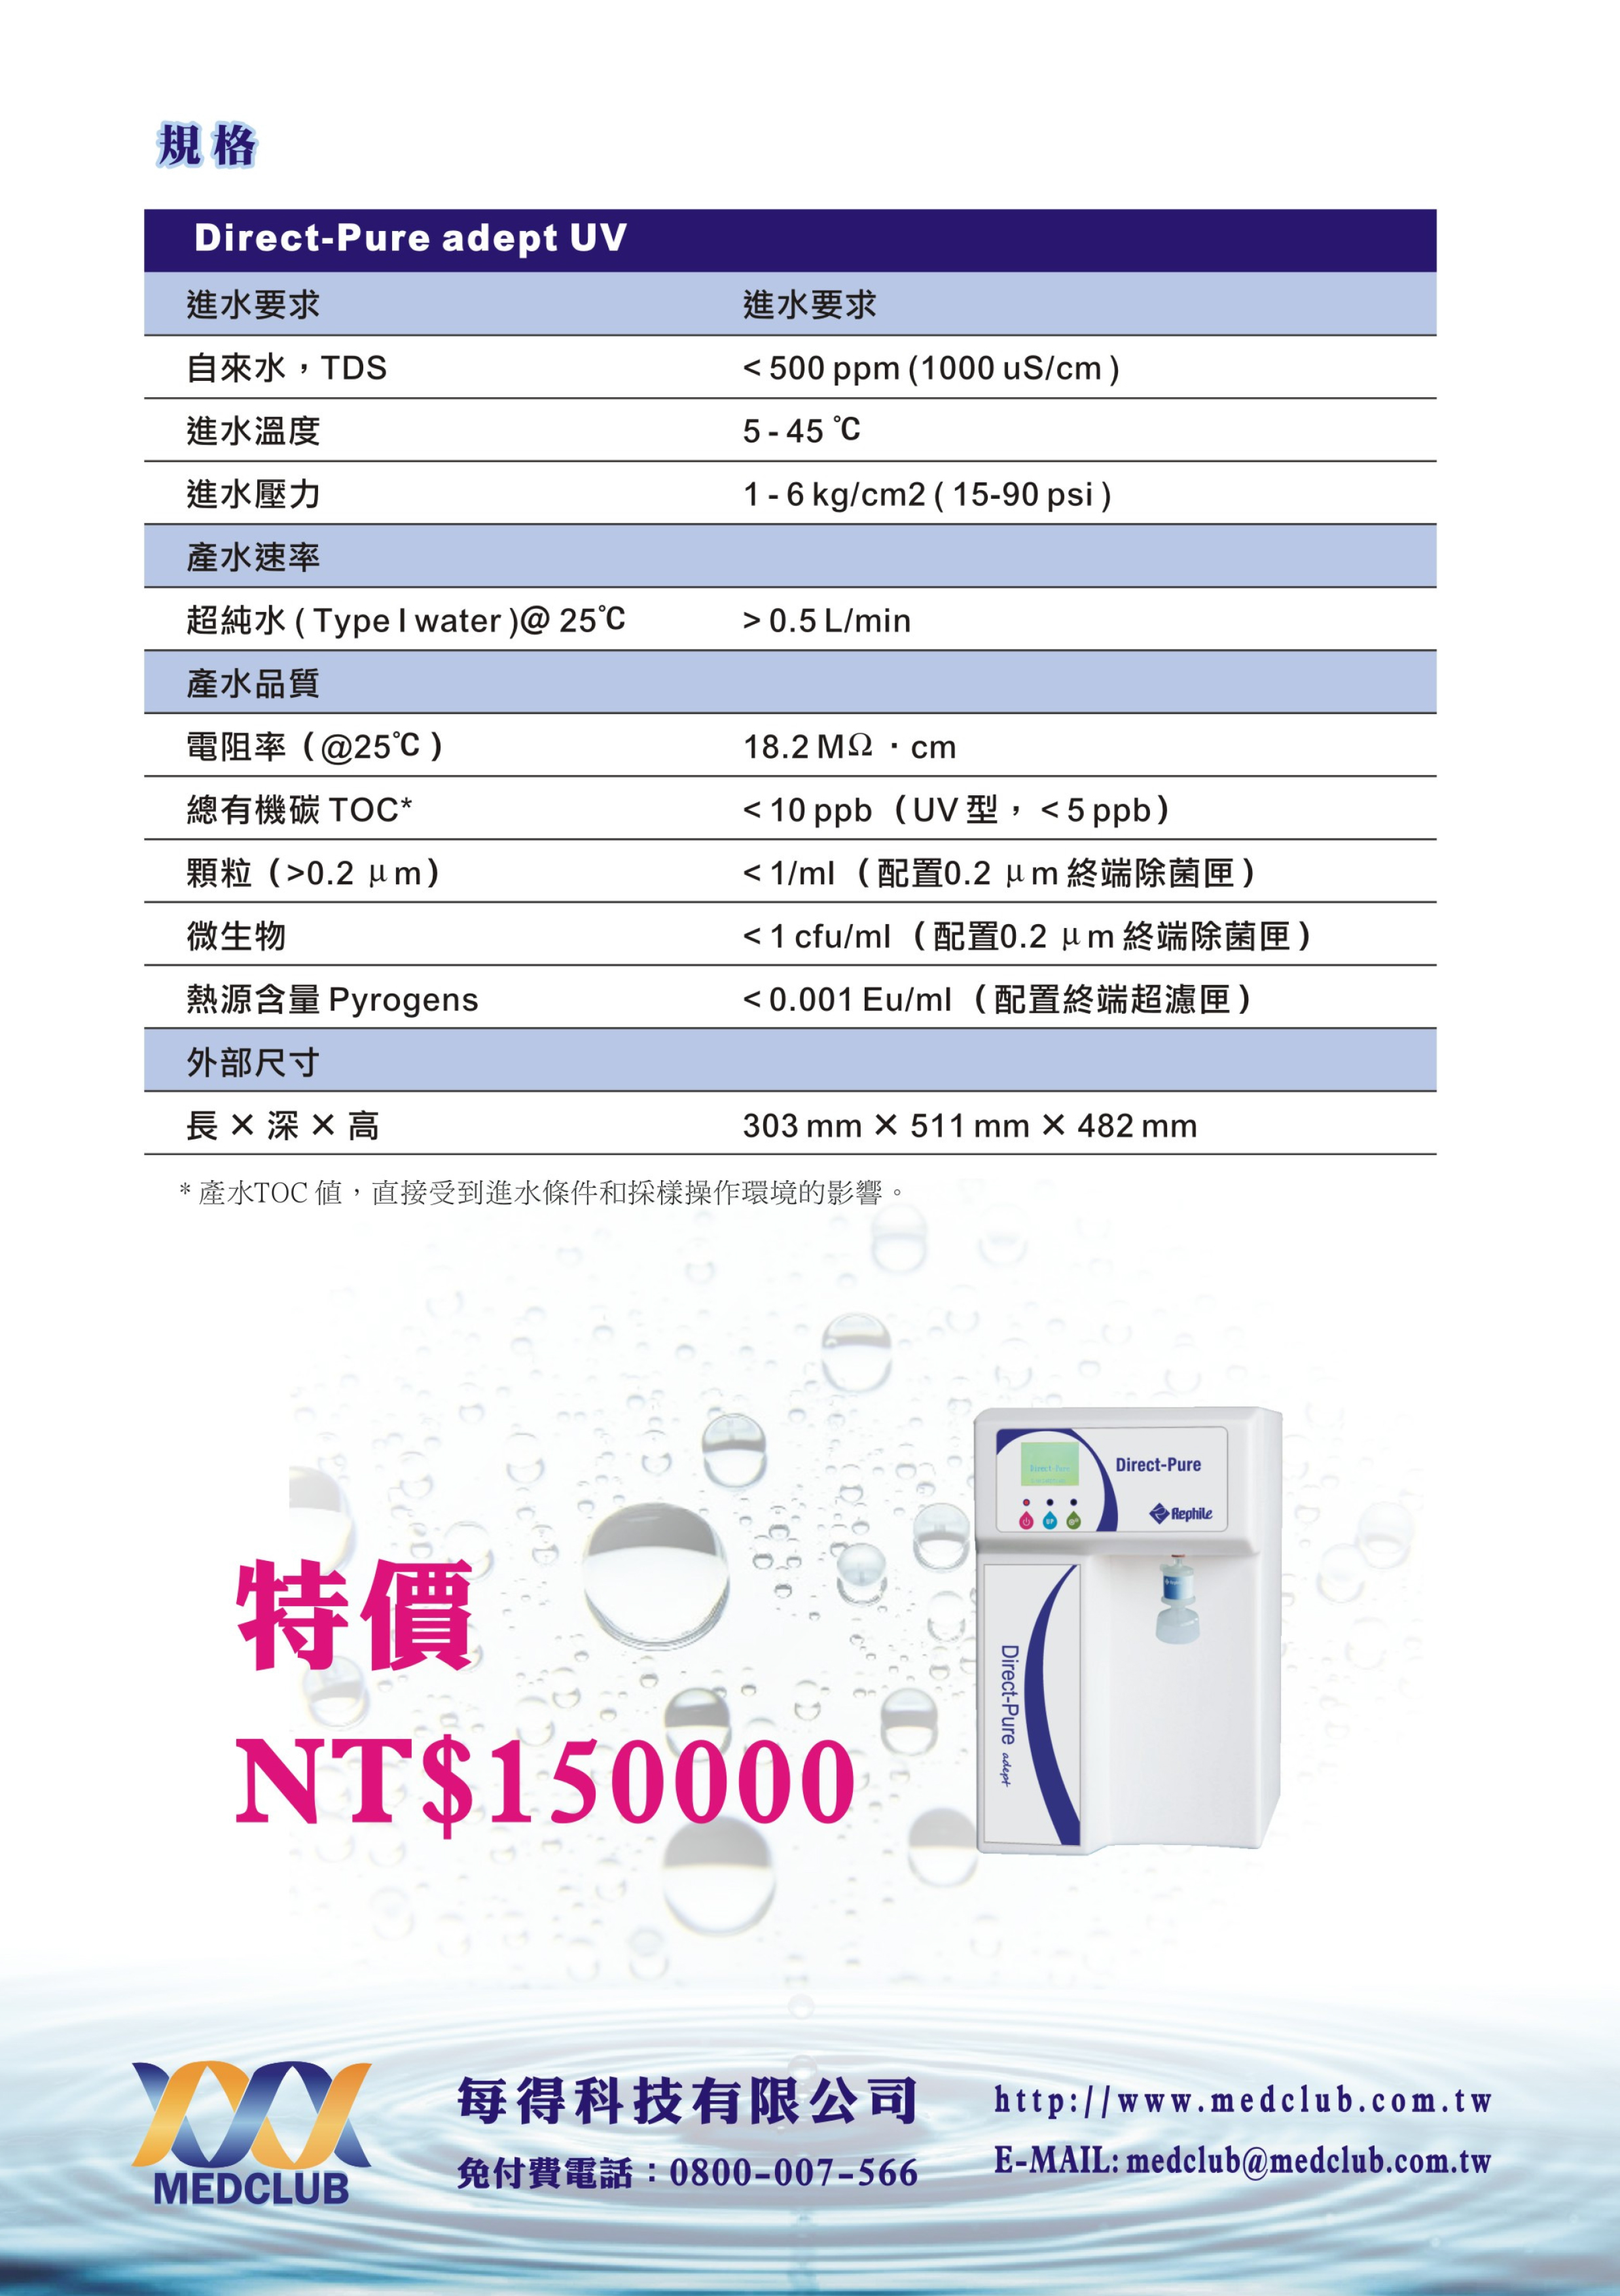 規格
Direct-Pure adept UV
進水要求 進水要求
自來水，TDS < 500 ppm (1000 uS/cm )
進水溫度 5 - 45 ℃
進水壓力 1 - 6 kg/cm2 ( 15-90 psi )
產水速率
超純水 ( Type I water )@ 25℃ > 0.5 L/min
產水品質
電阻率（@25℃ ) 18.2 MΩ · cm
總有機碳 TOC* < 10 ppb （UV 型， < 5 ppb）
顆粒（>0.2 μm） < 1/ml （配置0.2 μm 終端除菌匣）
微生物 < 1 cfu/ml （配置0.2 μm 終端除菌匣）
熱源含量 Pyrogens < 0.001 Eu/ml （配置終端超濾匣）
外部尺寸
長 × 深 × 高 303 mm × 511 mm × 482 mm
* 產水TOC 值，直接受到進水條件和採樣操作環境的影響。
Direct-Pure
Direct-Pure
Rephile
UP
Direct-Pure adept
特價
NT$150000
MEDCLUB
每得科技有限公司
免付費電話：0800-007-566
http://www.medclub.com.tw
E-MAIL: medclub@medclub.com.tw